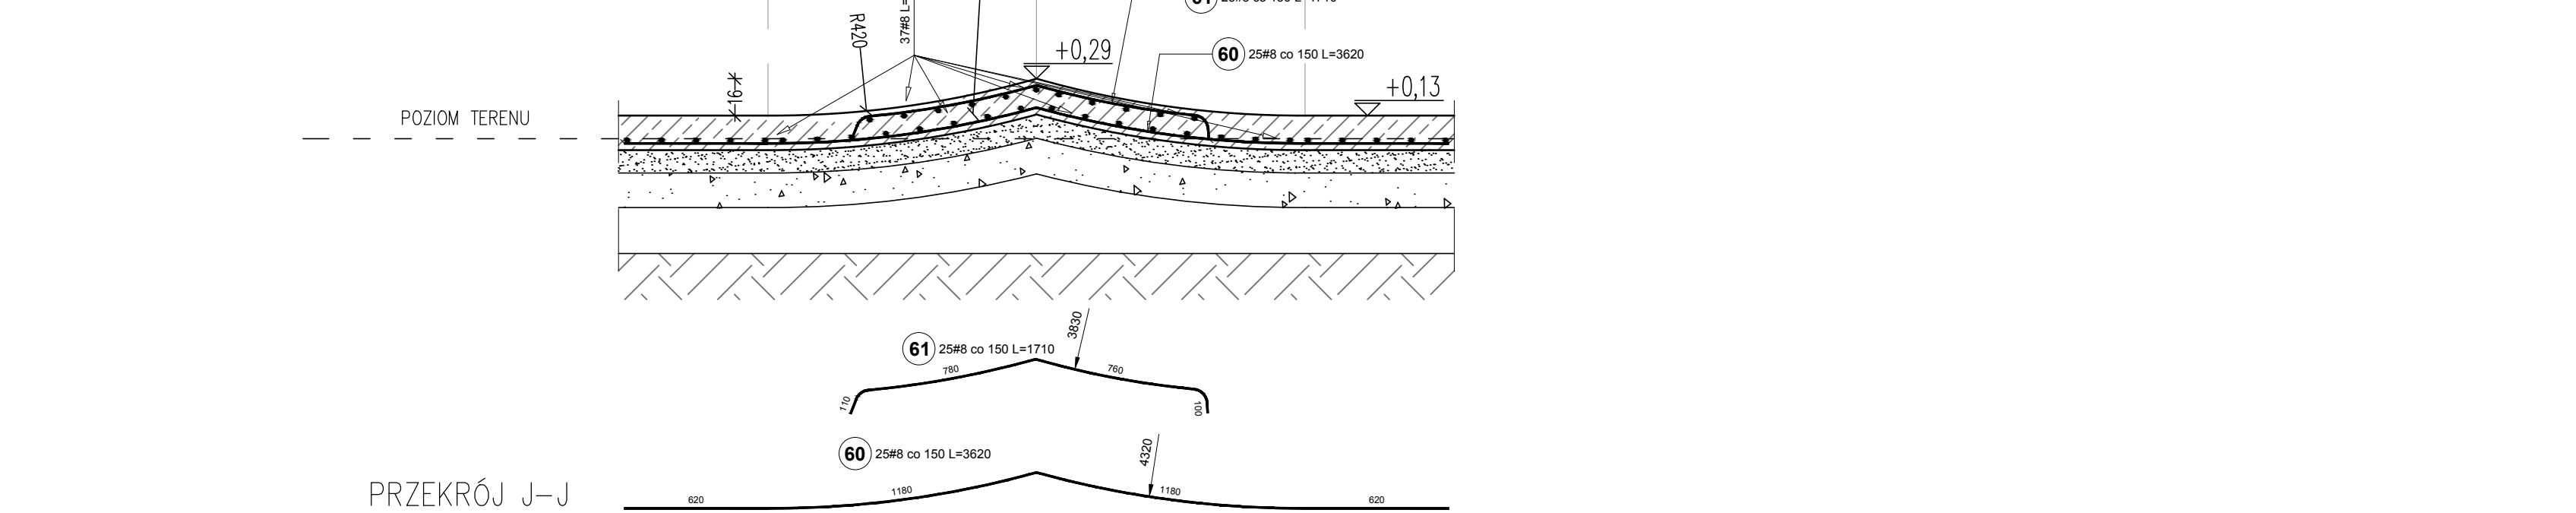 R420
37#8 L=
+0,29
60 25#8 co 150 L=3620
+0,13
16
POZIOM TERENU
3830
61 25#8 co 150 L=1710
780
760
110
100
4320
60 25#8 co 150 L=3620
PRZEKRÓJ J-J
620
1180
1180
620